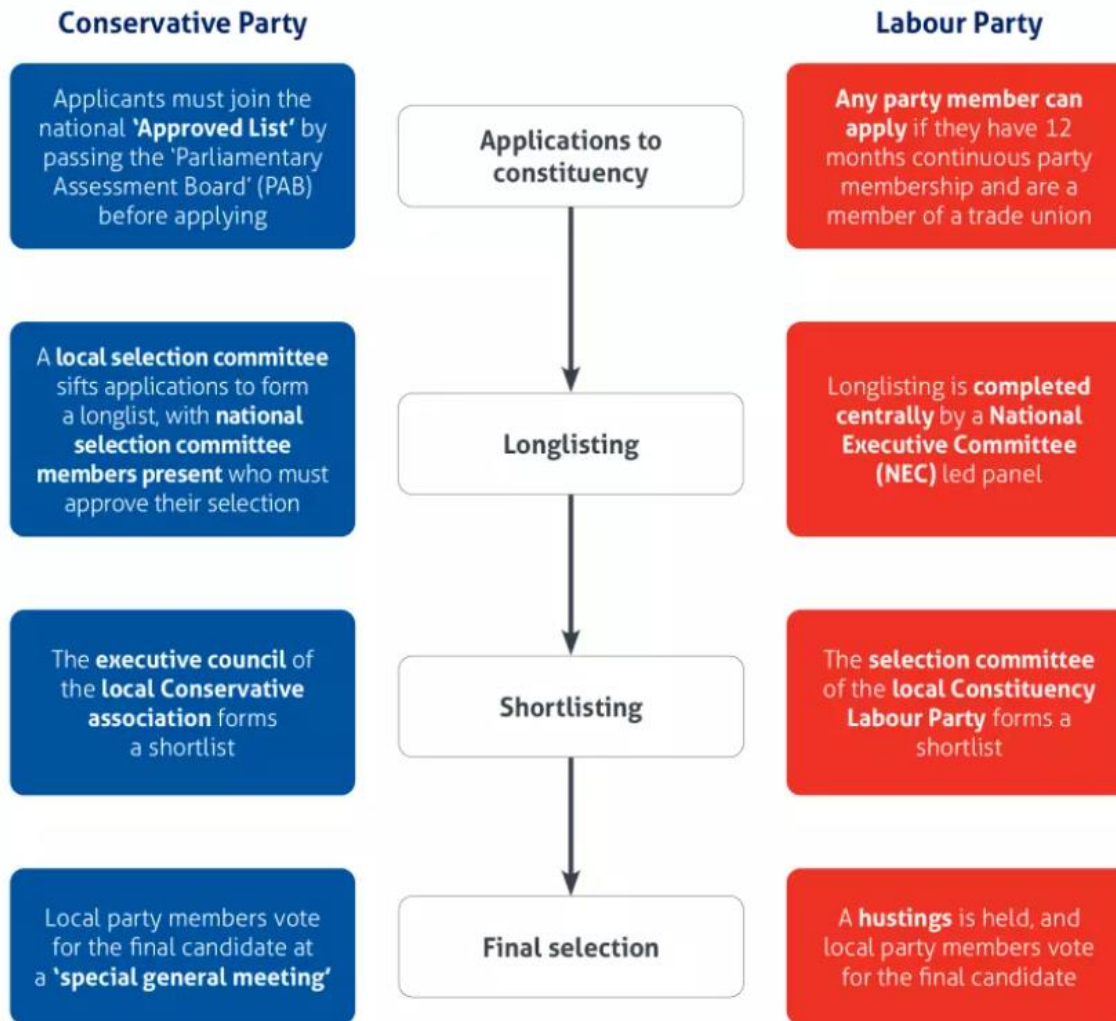 Conservative Party
Labour Party
Applicants must join the
national ‘Approved List’ by
passing the ‘Parliamentary
Assessment Board’ (PAB)
before applying
Applications to
constituency
Any party member can
apply if they have 12
months continuous party
membership and are a
member of a trade union
A local selection committee
sifts applications to form
a longlist, with national
selection committee
members present who must
approve their selection
Longlisting
Longlisting is completed
centrally by a National
Executive Committee
(NEC) led panel
The executive council of
the local Conservative
association forms
a shortlist
Shortlisting
The selection committee
of the local Constituency
Labour Party forms a
shortlist
Local party members vote
for the final candidate at
a ‘special general meeting’
Final selection
A hustings is held, and
local party members vote
for the final candidate